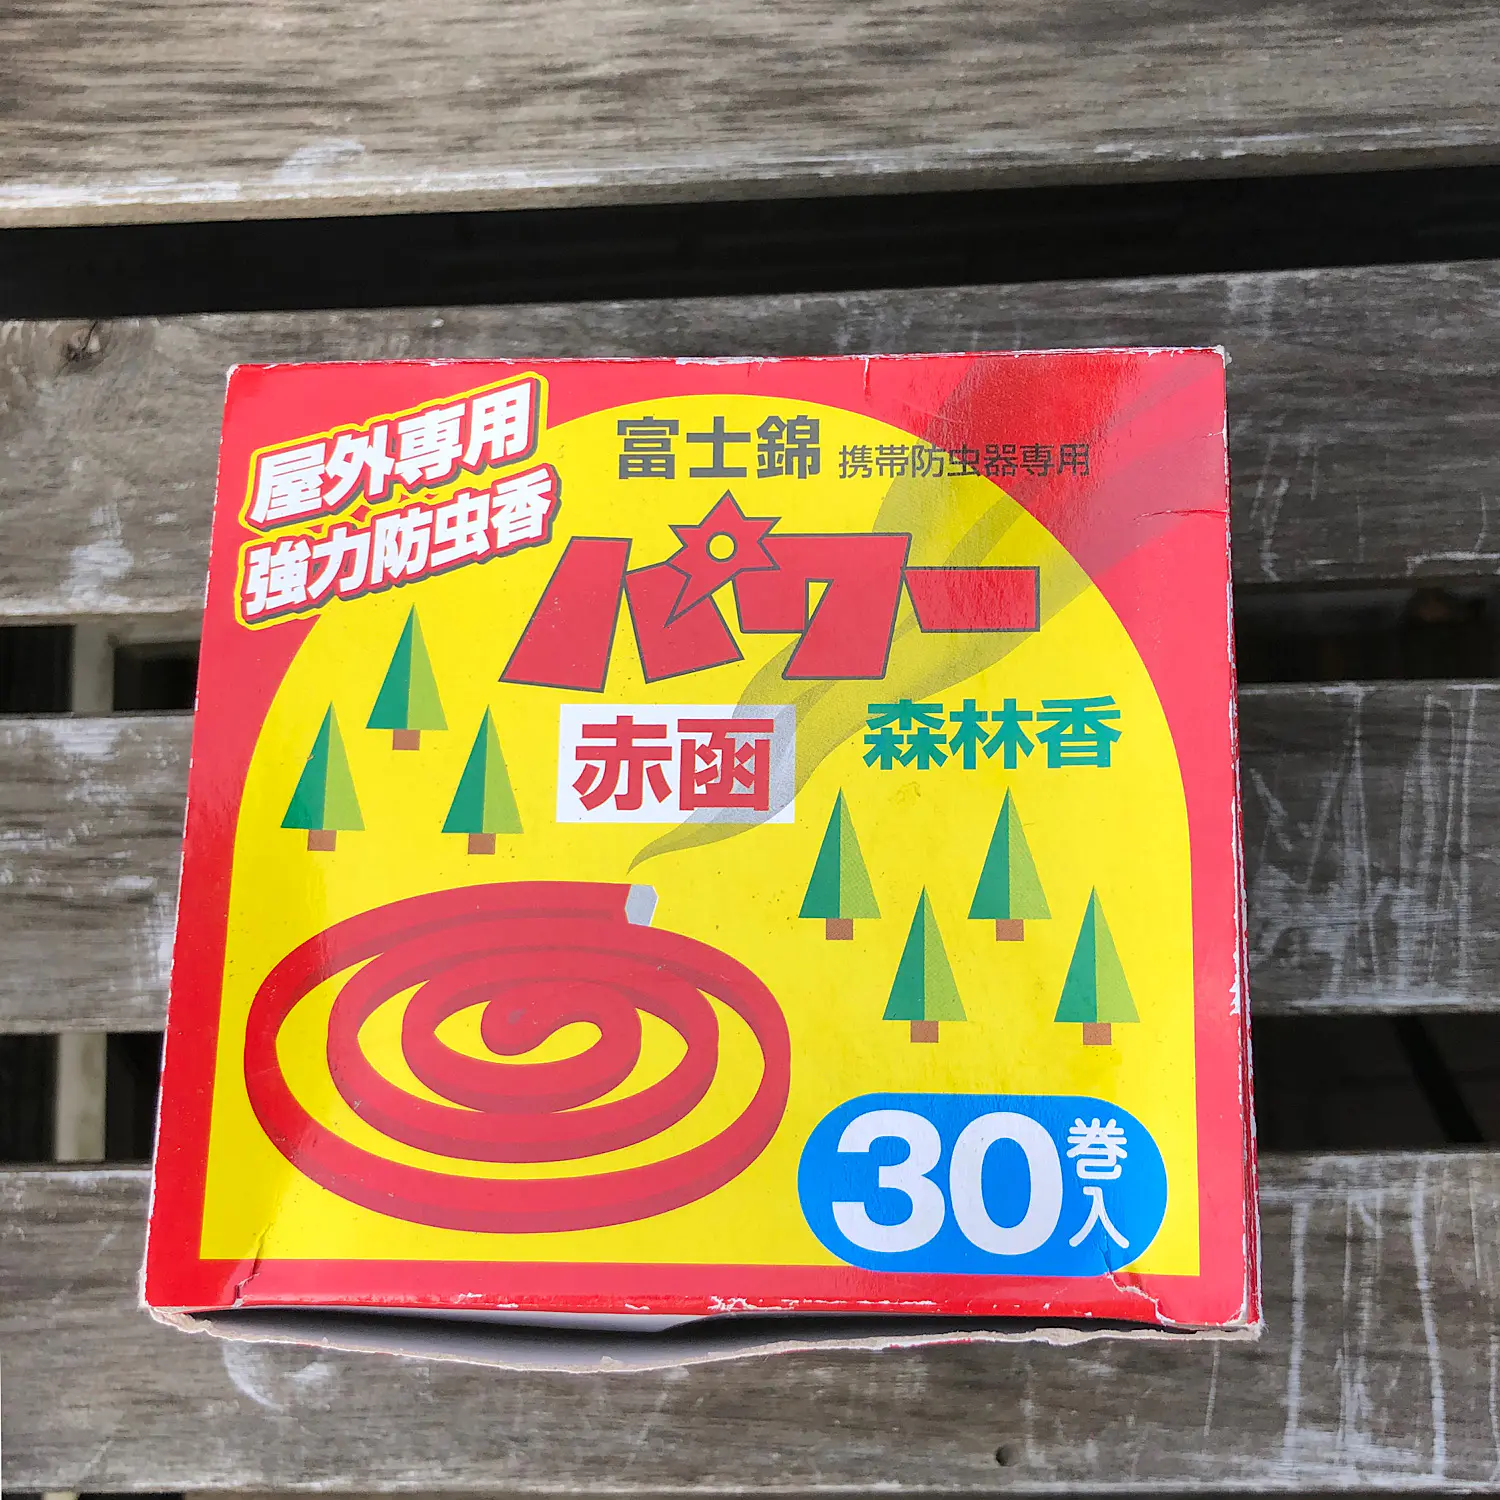 屋外専用
強力防虫香
富士錦 携帯防虫器専用
パワー
赤函 森林香
30巻入